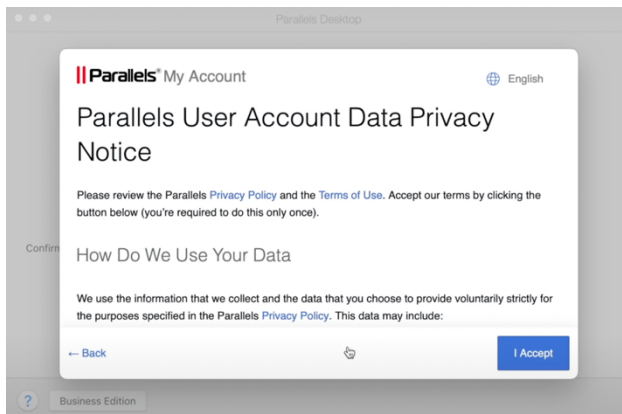 Parallels Desktop
Parallels® My Account
English
Parallels User Account Data Privacy
Notice
Please review the Parallels Privacy Policy and the Terms of Use. Accept our terms by clicking the
button below (you're required to do this only once).
Confirm
How Do We Use Your Data
We use the information that we collect and the data that you choose to provide voluntarily strictly for
the purposes specified in the Parallels Privacy Policy. This data may include:
← Back
I Accept
?
Business Edition